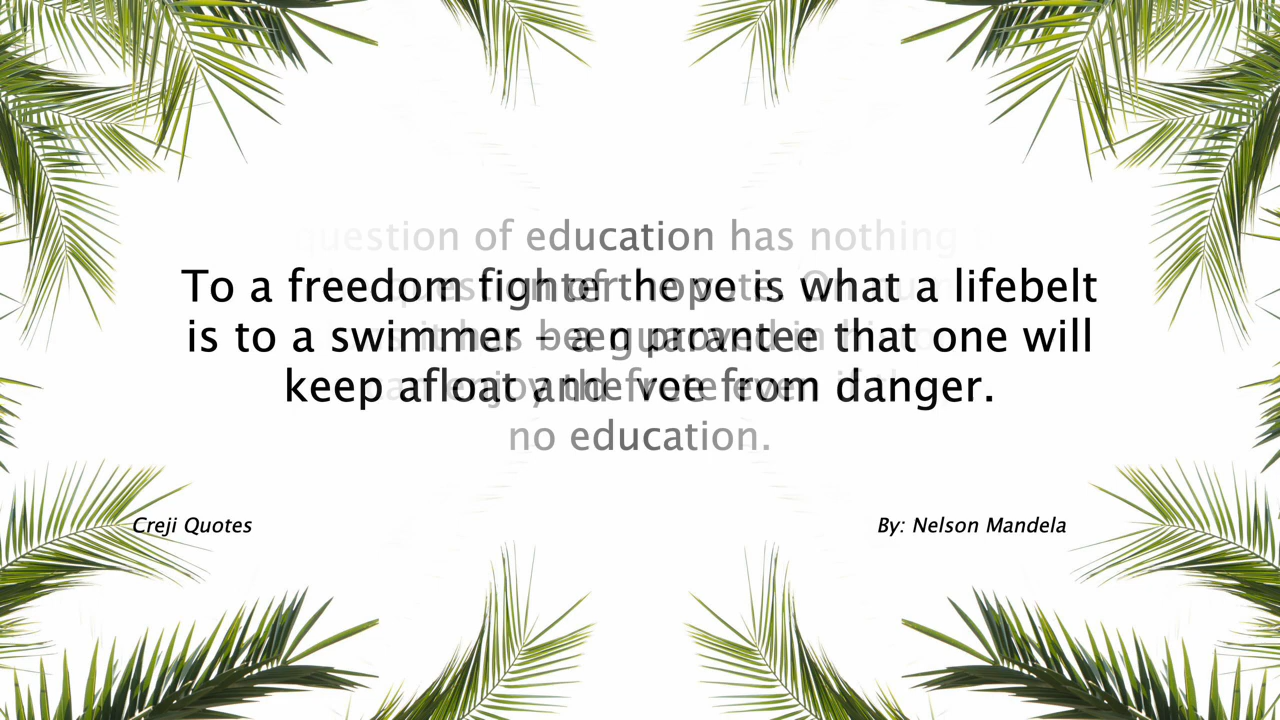 question of education has nothing
To a freedom fighter hope is what a lifebelt
is to a swimmer – a guarantee that one will
keep afloat and free from danger.
no education.
Creji Quotes
By: Nelson Mandela